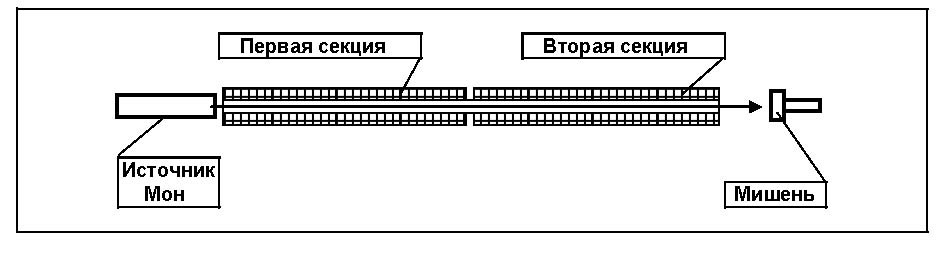 Первая секция
Вторая секция
Источник
Мон
Мишень